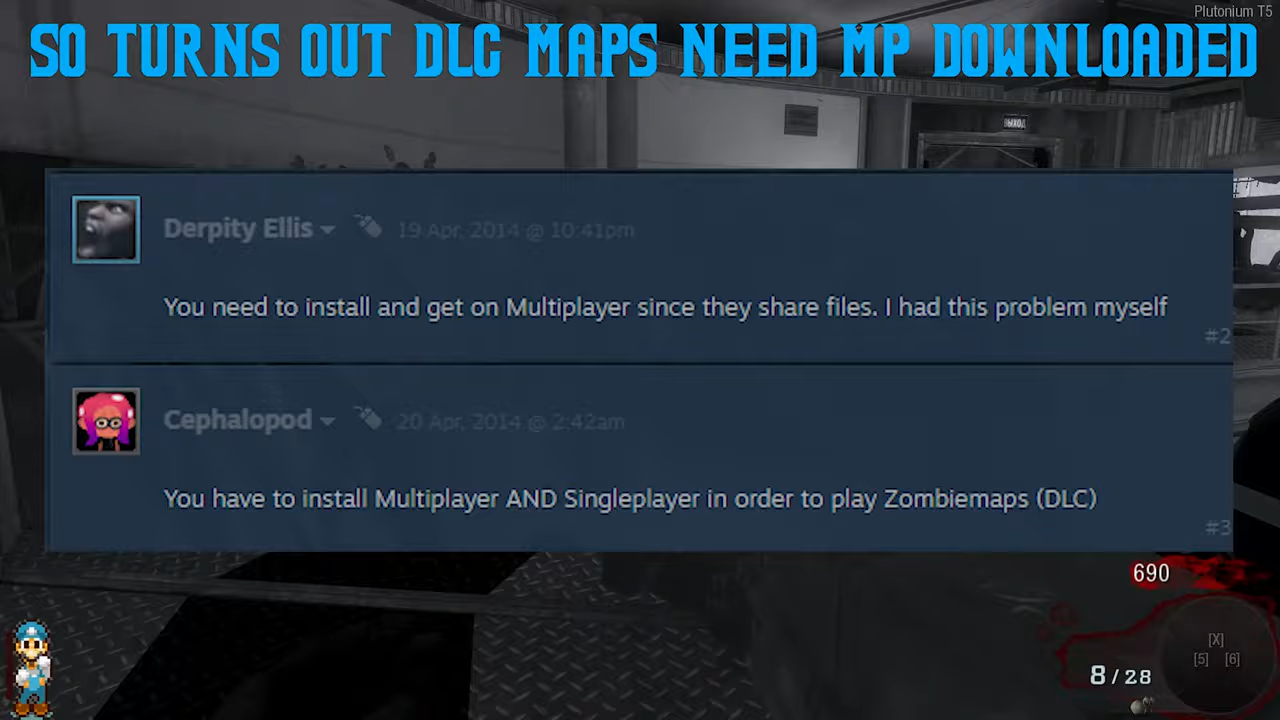 Plutonium T5
SO TURNS OUT DLC MAPS NEED MP DOWNLOADED
ВЫХОД
Derpity Ellis 19 Apr, 2014 @ 10:41pm
You need to install and get on Multiplayer since they share files. I had this problem myself
#2
Cephalopod 20 Apr, 2014 @ 2:42am
You have to install Multiplayer AND Singleplayer in order to play Zombiemaps (DLC)
#3
690
[X]
[5] [6]
8/28